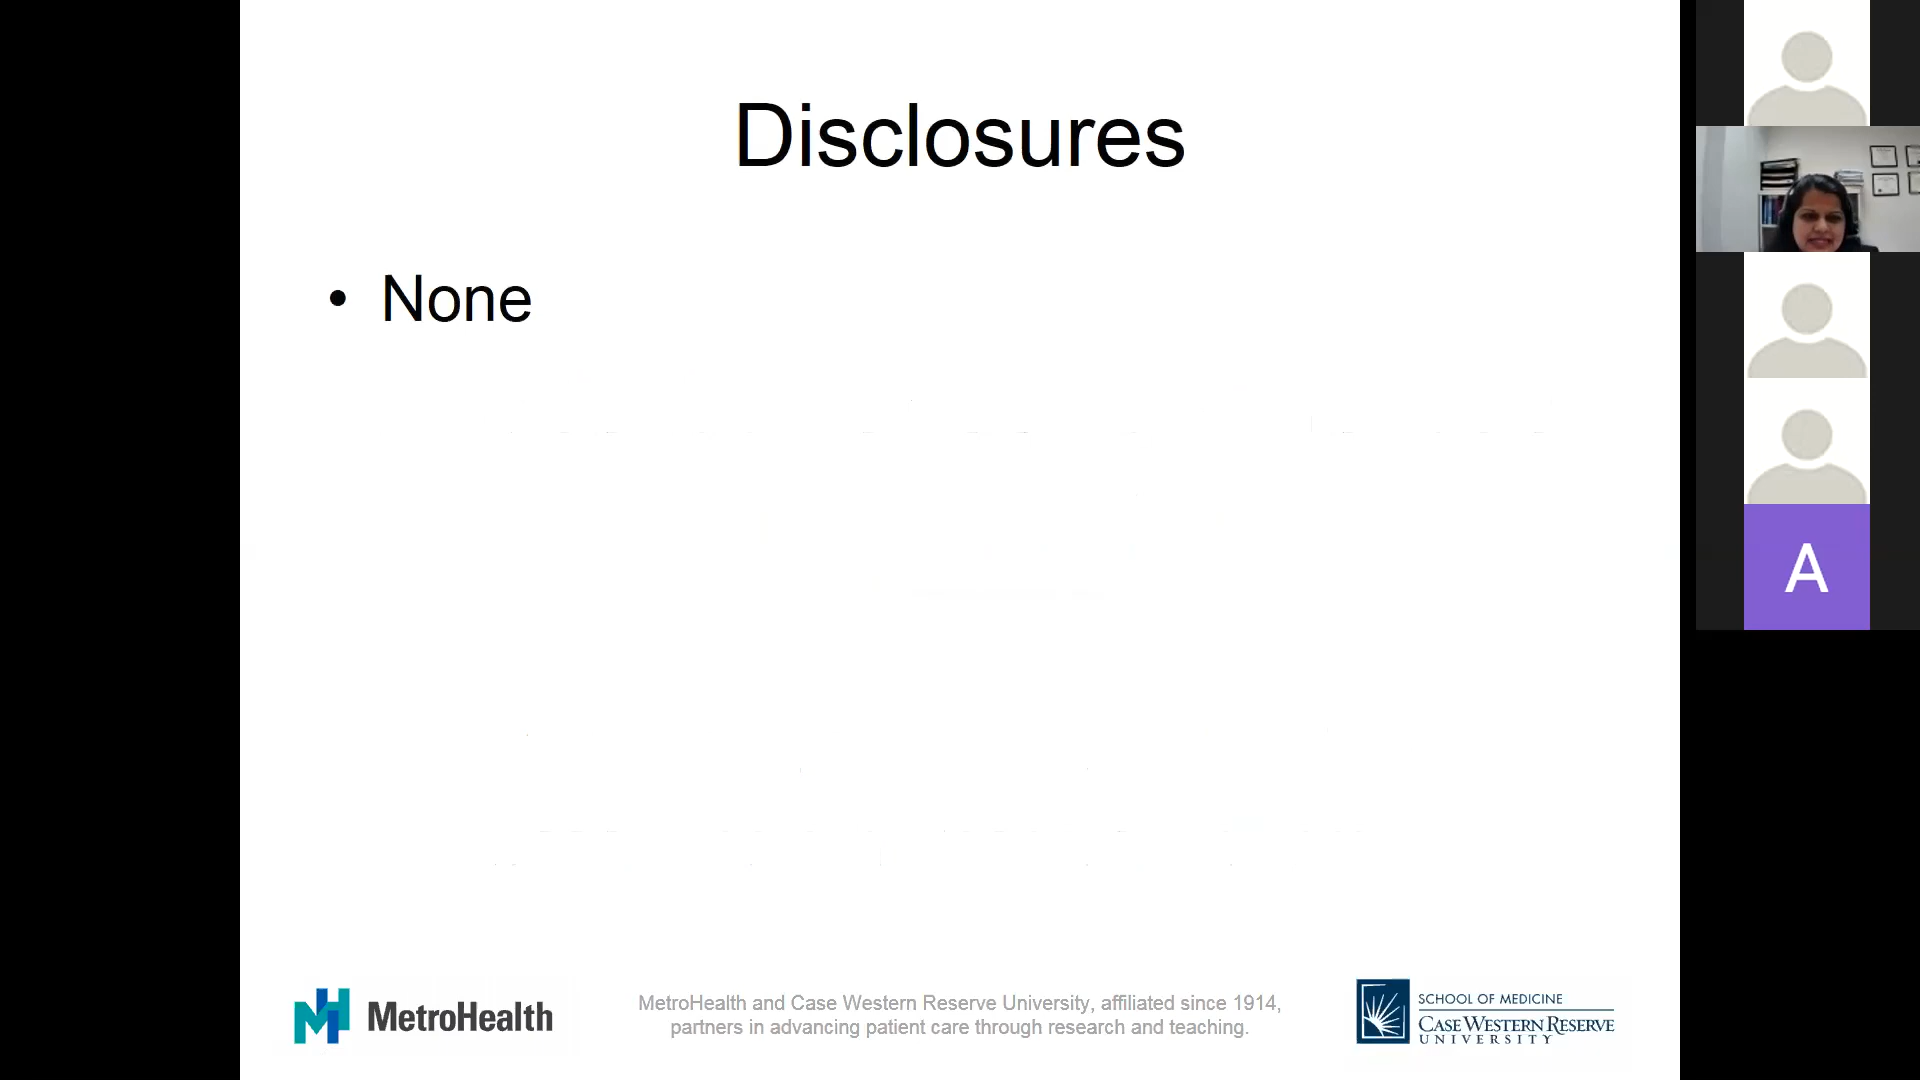 Disclosures
• None
MetroHealth
MetroHealth and Case Western Reserve University, affiliated since 1914,
partners in advancing patient care through research and teaching.
SCHOOL OF MEDICINE
CASE WESTERN RESERVE
UNIVERSITY
A